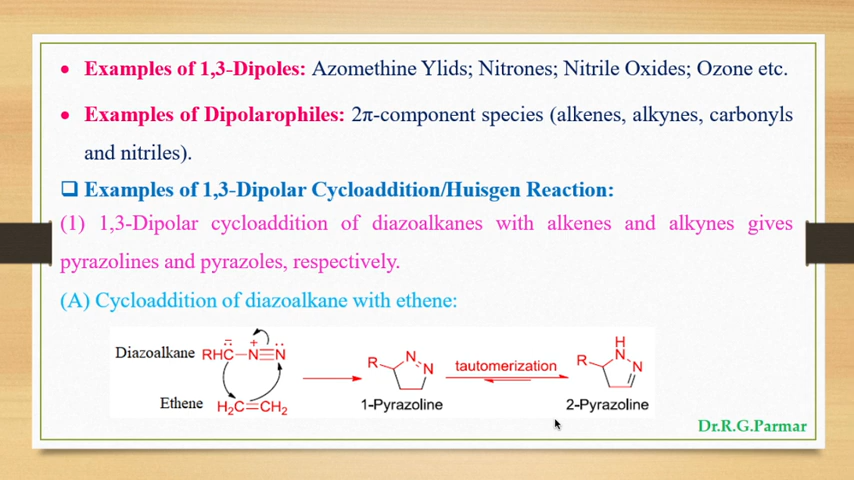 • Examples of 1,3-Dipoles: Azomethine Ylids; Nitrones; Nitrile Oxides; Ozone etc.
• Examples of Dipolarophiles: 2π-component species (alkenes, alkynes, carbonyls
and nitriles).
❑ Examples of 1,3-Dipolar Cycloaddition/Huisgen Reaction:
(1) 1,3-Dipolar cycloaddition of diazoalkanes with alkenes and alkynes gives
pyrazolines and pyrazoles, respectively.
(A) Cycloaddition of diazoalkane with ethene:
Diazoalkane RHC̈⁻–N⁺≡N̈
Ethene H₂C=CH₂
R N N
1-Pyrazoline
tautomerization
R H N N
2-Pyrazoline
Dr.R.G.Parmar